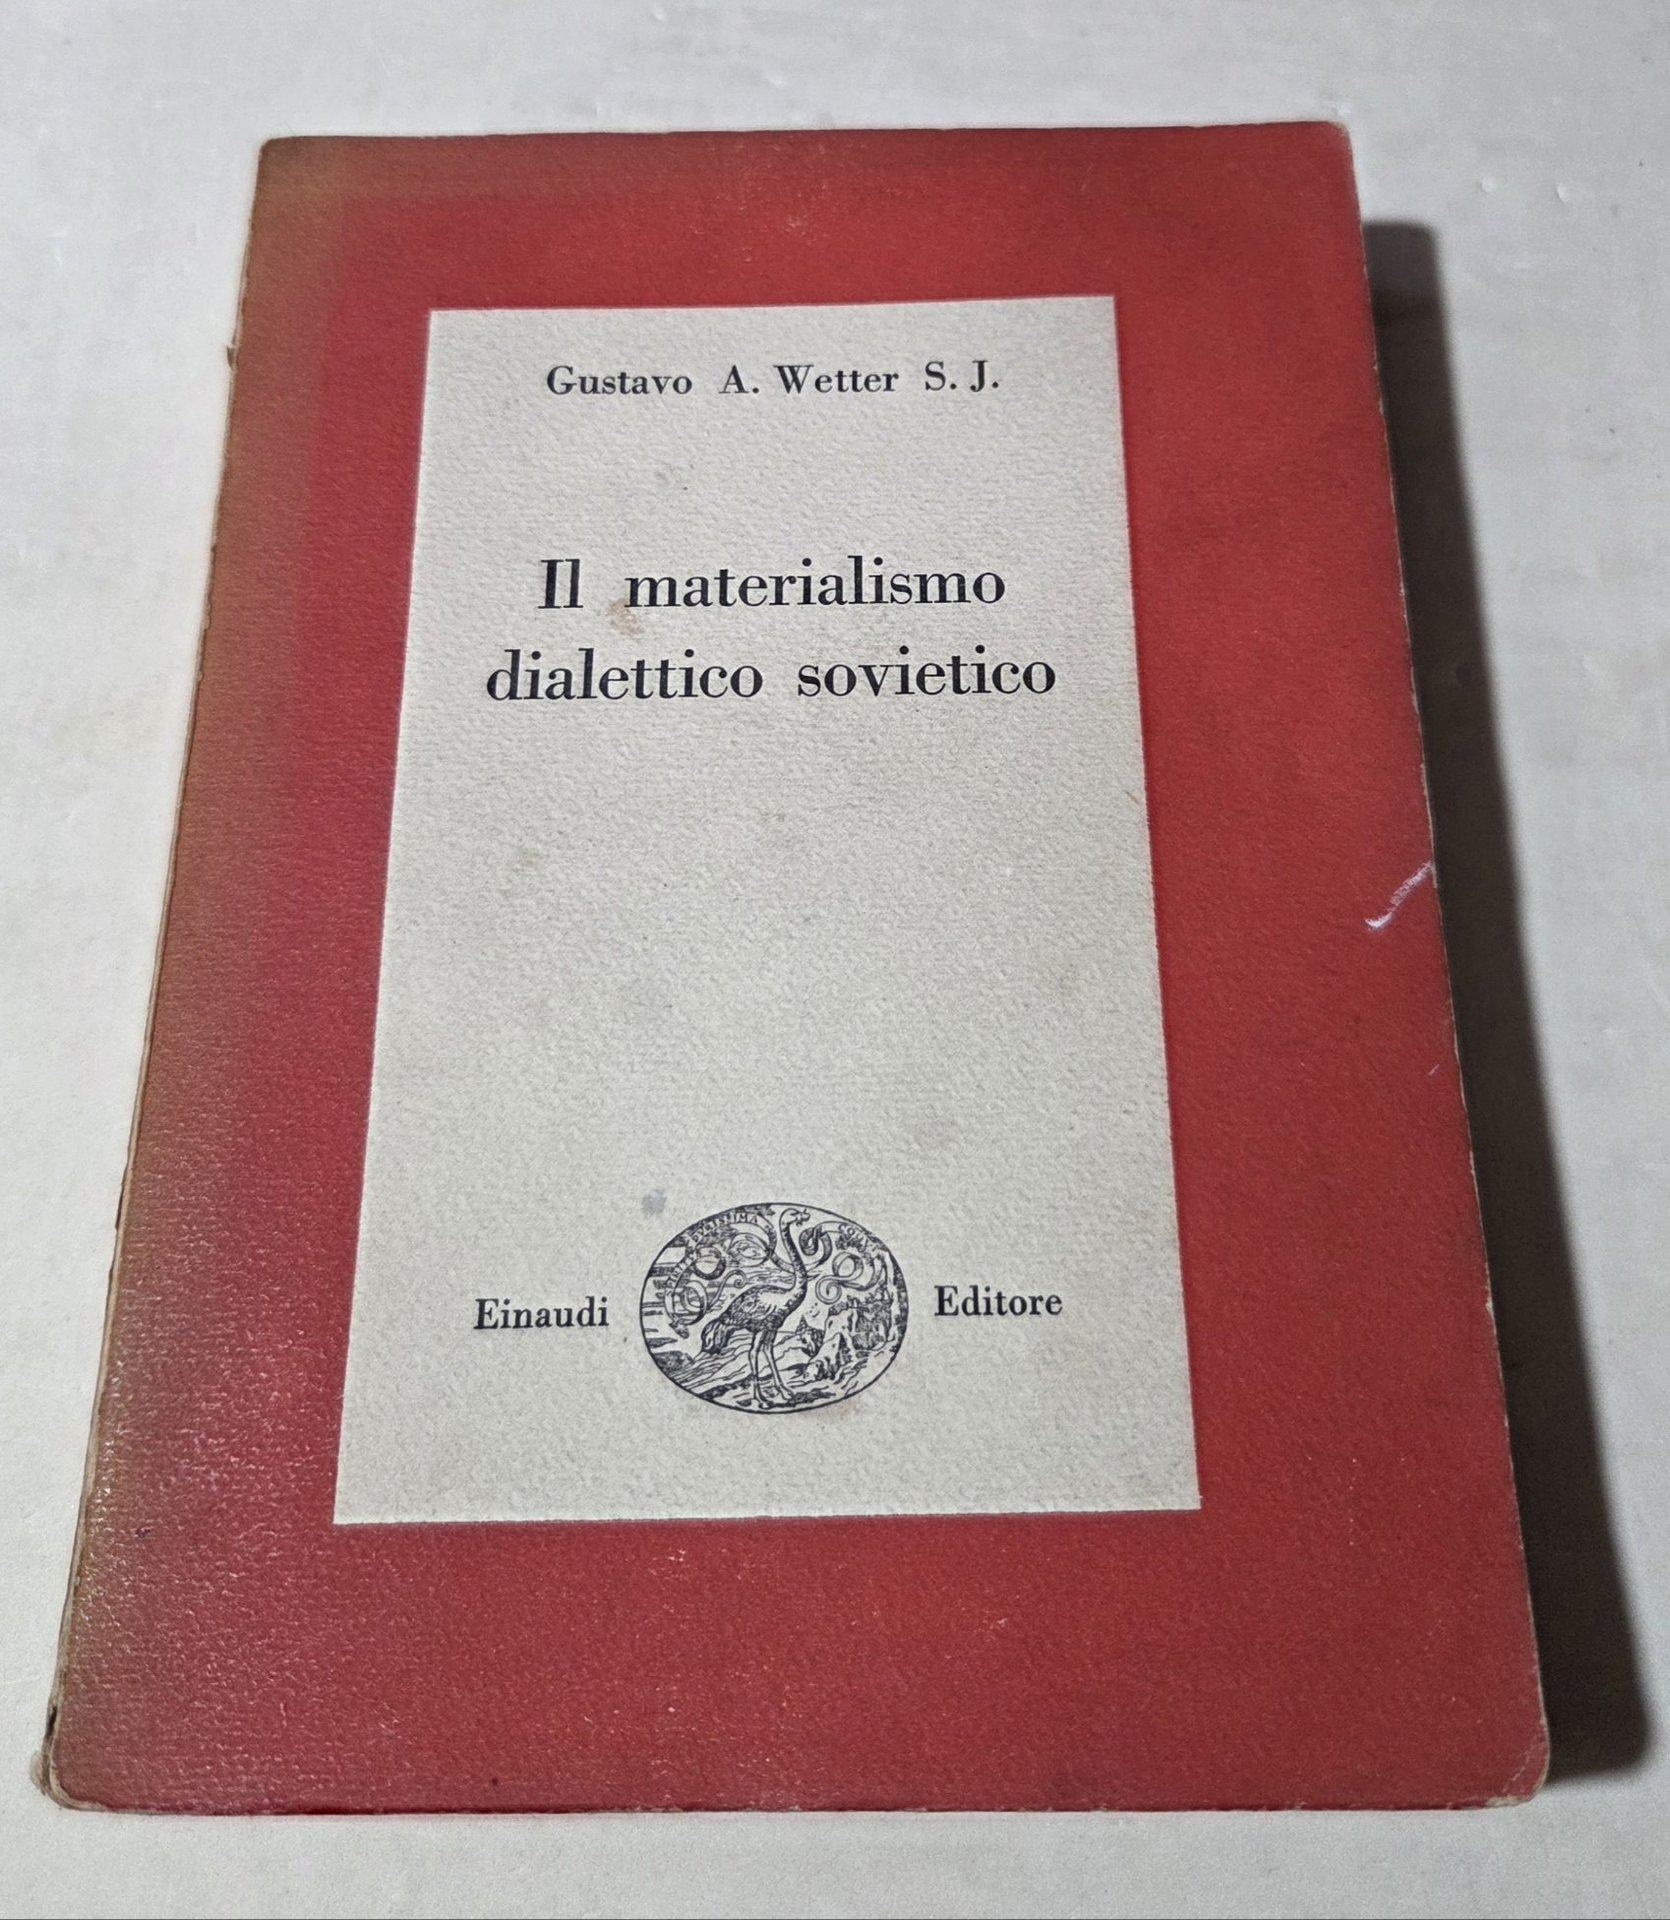 Gustavo A. Wetter S. J.
Il materialismo
dialettico sovietico
Einaudi Editore